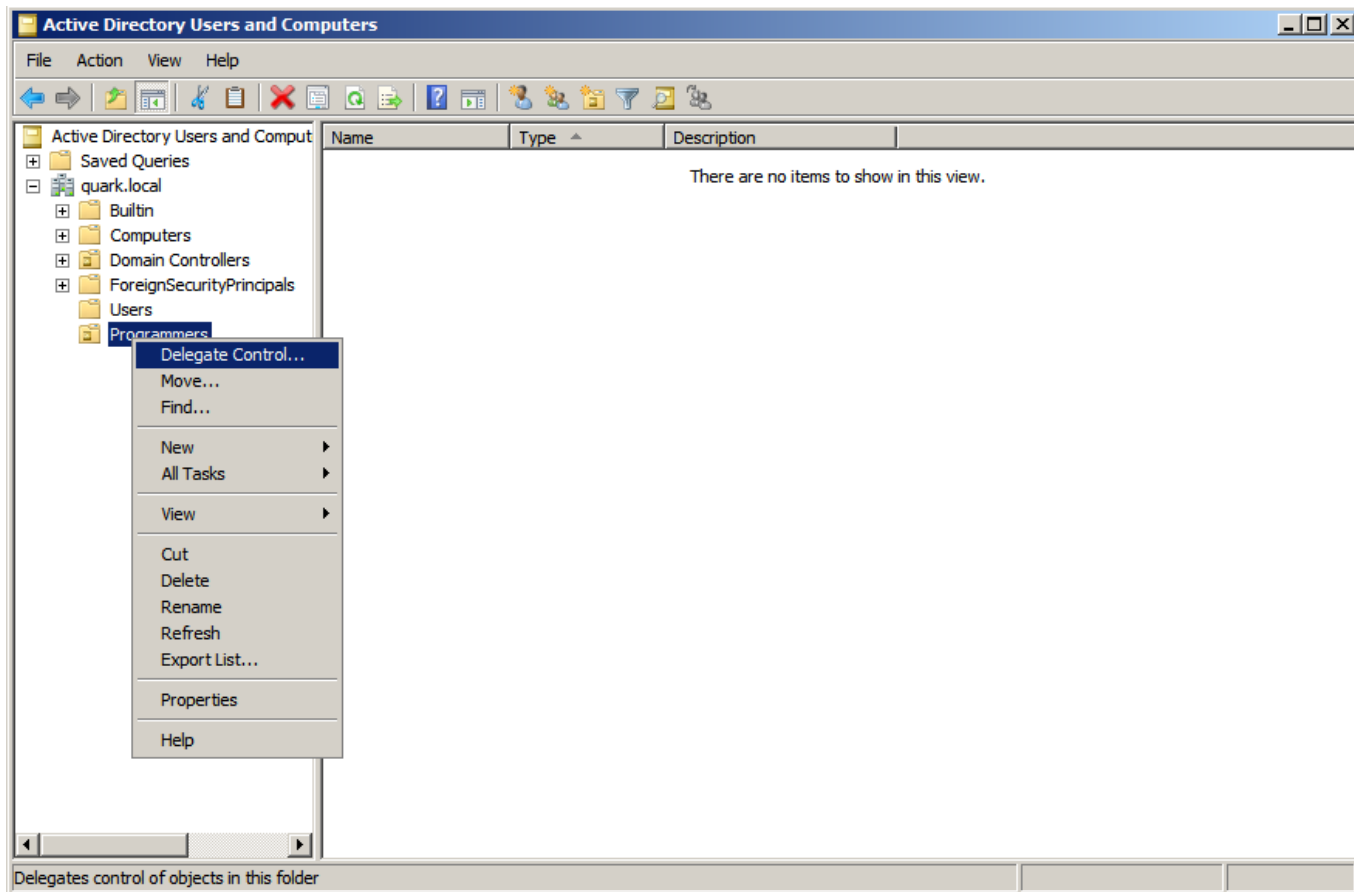 Active Directory Users and Computers
File Action View Help
Active Directory Users and Comput
Name Type Description
There are no items to show in this view.
Saved Queries
quark.local
Builtin
Computers
Domain Controllers
ForeignSecurityPrincipals
Users
Programmers
Delegate Control...
Move...
Find...
New
All Tasks
View
Cut
Delete
Rename
Refresh
Export List...
Properties
Help
Delegates control of objects in this folder